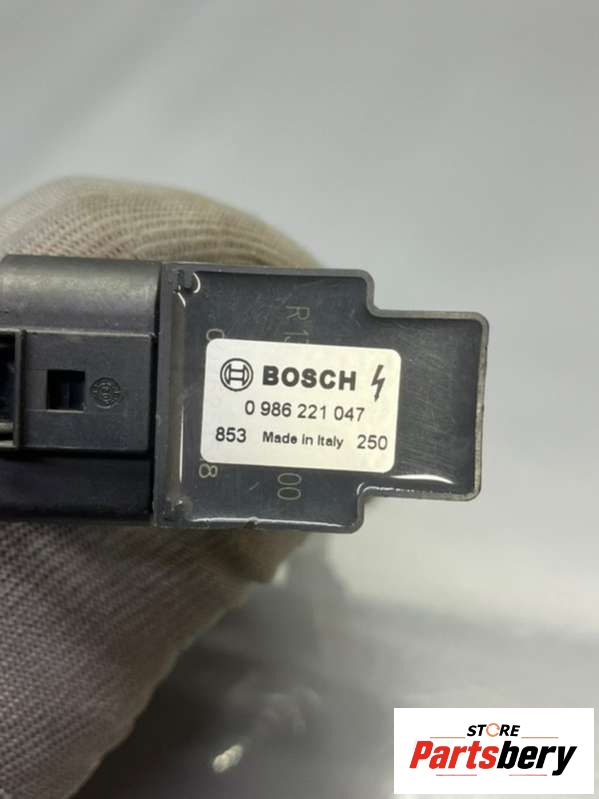 BOSCH
0 986 221 047
853 Made in Italy 250
STORE
Partsbery